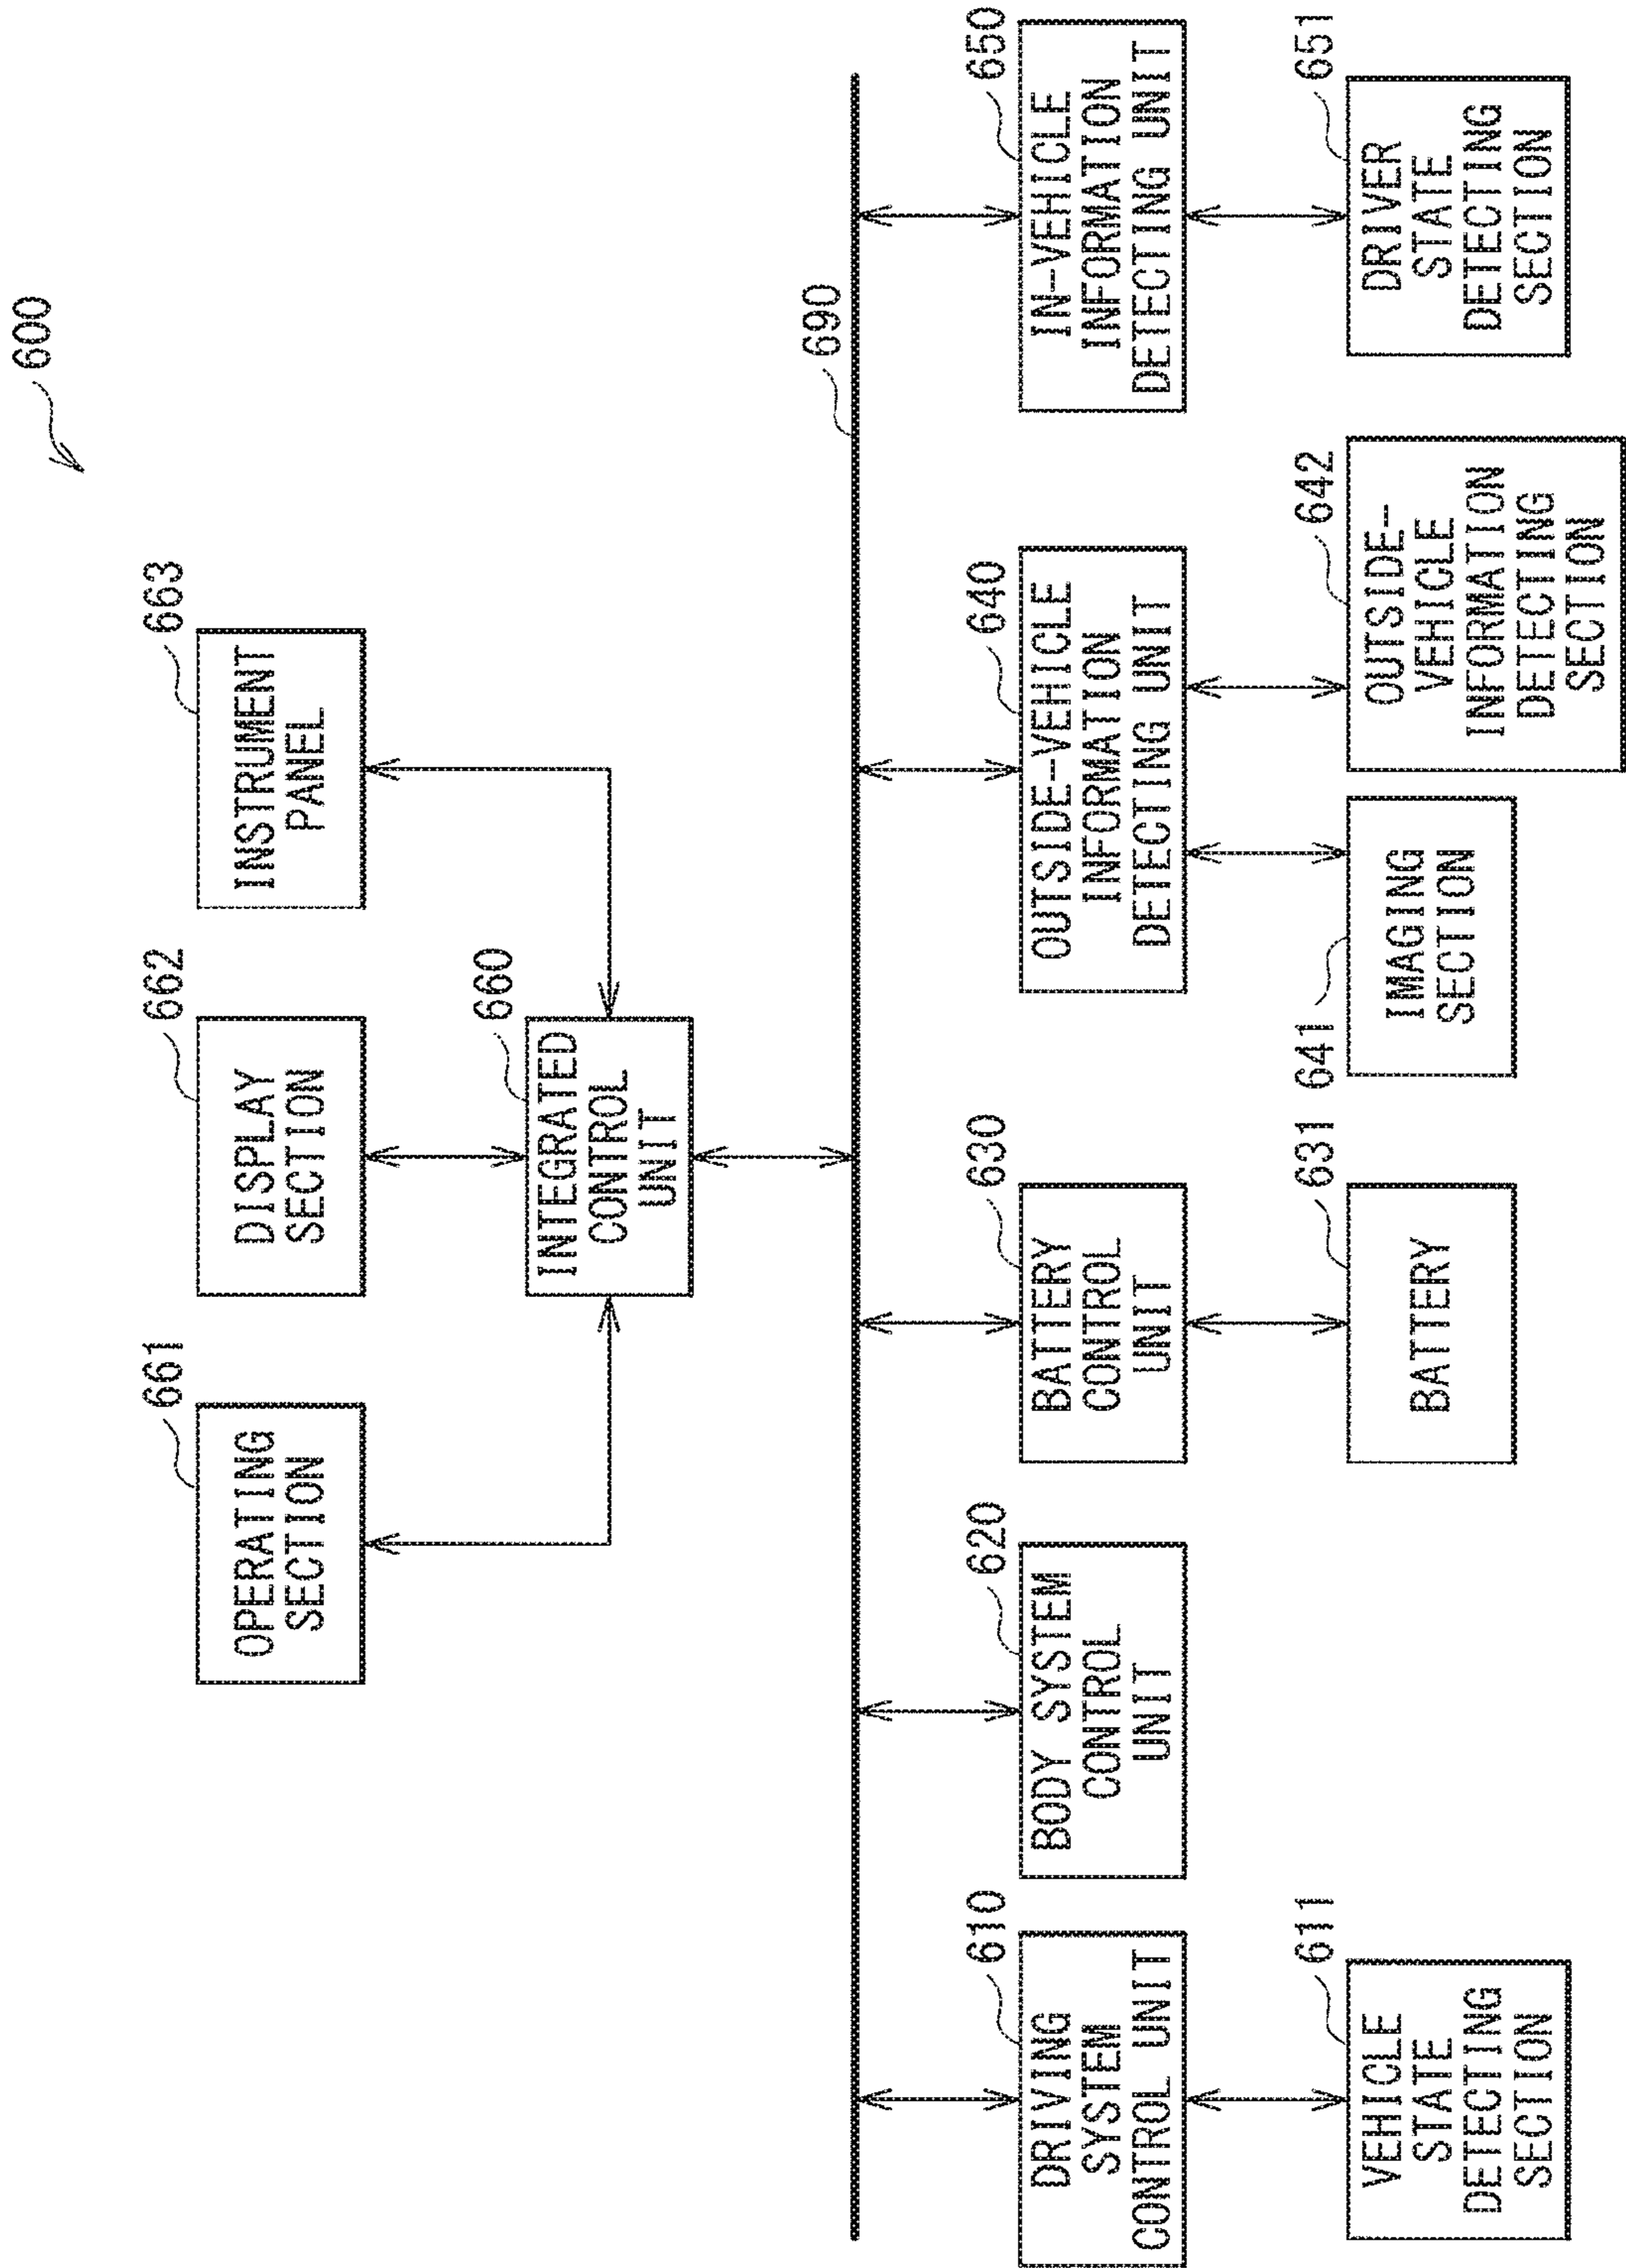 600
661
OPERATING
SECTION
662
DISPLAY
SECTION
663
INSTRUMENT
PANEL
660
INTEGRATED
CONTROL
UNIT
690
610
DRIVING
SYSTEM
CONTROL UNIT
620
BODY SYSTEM
CONTROL
UNIT
630
BATTERY
CONTROL
UNIT
640
OUTSIDE-VEHICLE
INFORMATION
DETECTING UNIT
650
IN-VEHICLE
INFORMATION
DETECTING UNIT
611
VEHICLE
STATE
DETECTING
SECTION
631
BATTERY
641
IMAGING
SECTION
642
OUTSIDE-
VEHICLE
INFORMATION
DETECTING
SECTION
651
DRIVER
STATE
DETECTING
SECTION